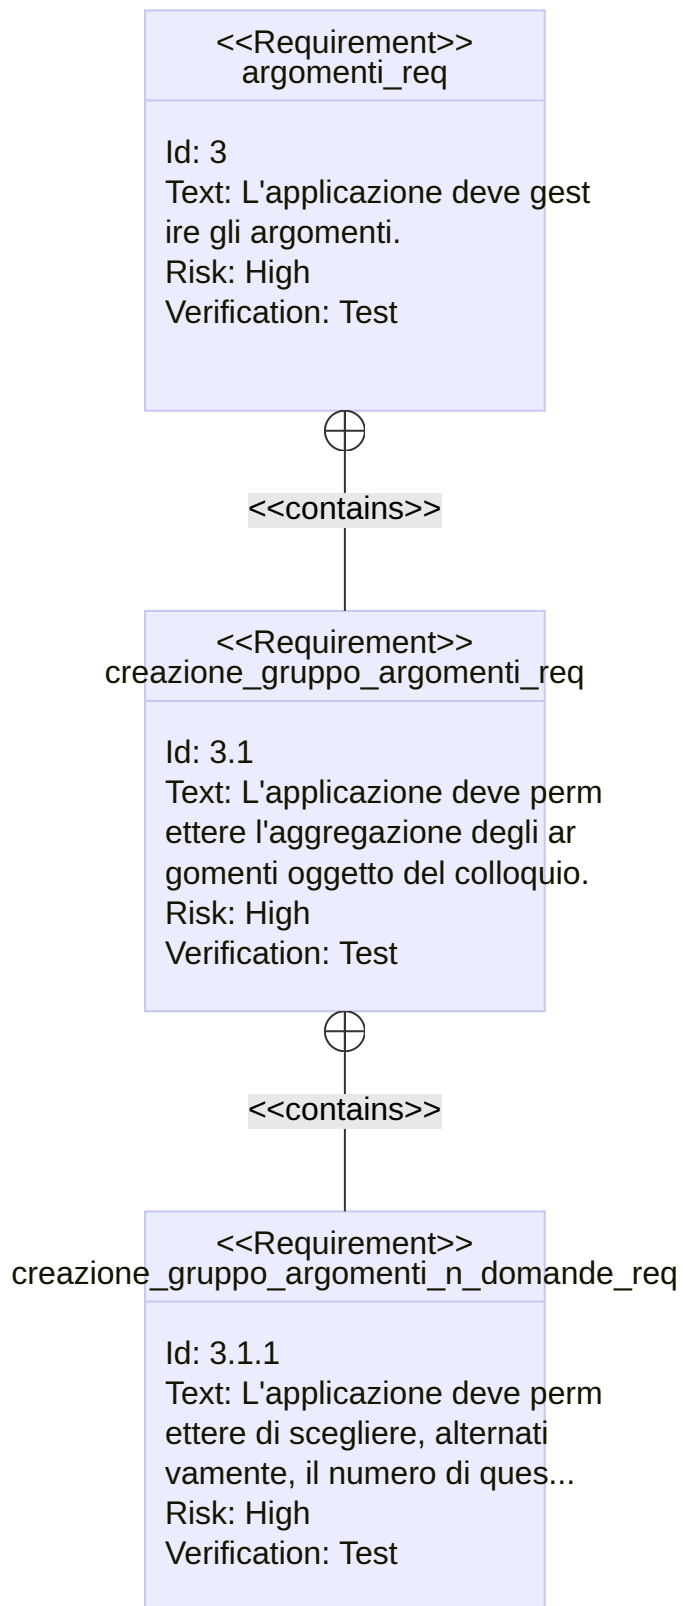 <<Requirement>>
argomenti_req
Id: 3
Text: L'applicazione deve gest
ire gli argomenti.
Risk: High
Verification: Test
<<contains>>
<<Requirement>>
creazione_gruppo_argomenti_req
Id: 3.1
Text: L'applicazione deve perm
ettere l'aggregazione degli ar
gomenti oggetto del colloquio.
Risk: High
Verification: Test
<<contains>>
<<Requirement>>
creazione_gruppo_argomenti_n_domande_req
Id: 3.1.1
Text: L'applicazione deve perm
ettere di scegliere, alternati
vamente, il numero di ques...
Risk: High
Verification: Test